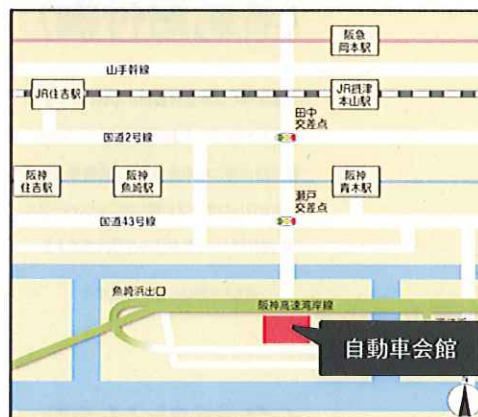 阪急
岡本駅
山手幹線
JR住吉駅
JR摂津
本山駅
田中
交差点
国道2号線
阪神
住吉駅
阪神
魚崎駅
阪神
青木駅
瀬戸
交差点
国道43号線
魚崎浜出口
阪神高速湾岸線
自動車会館
N